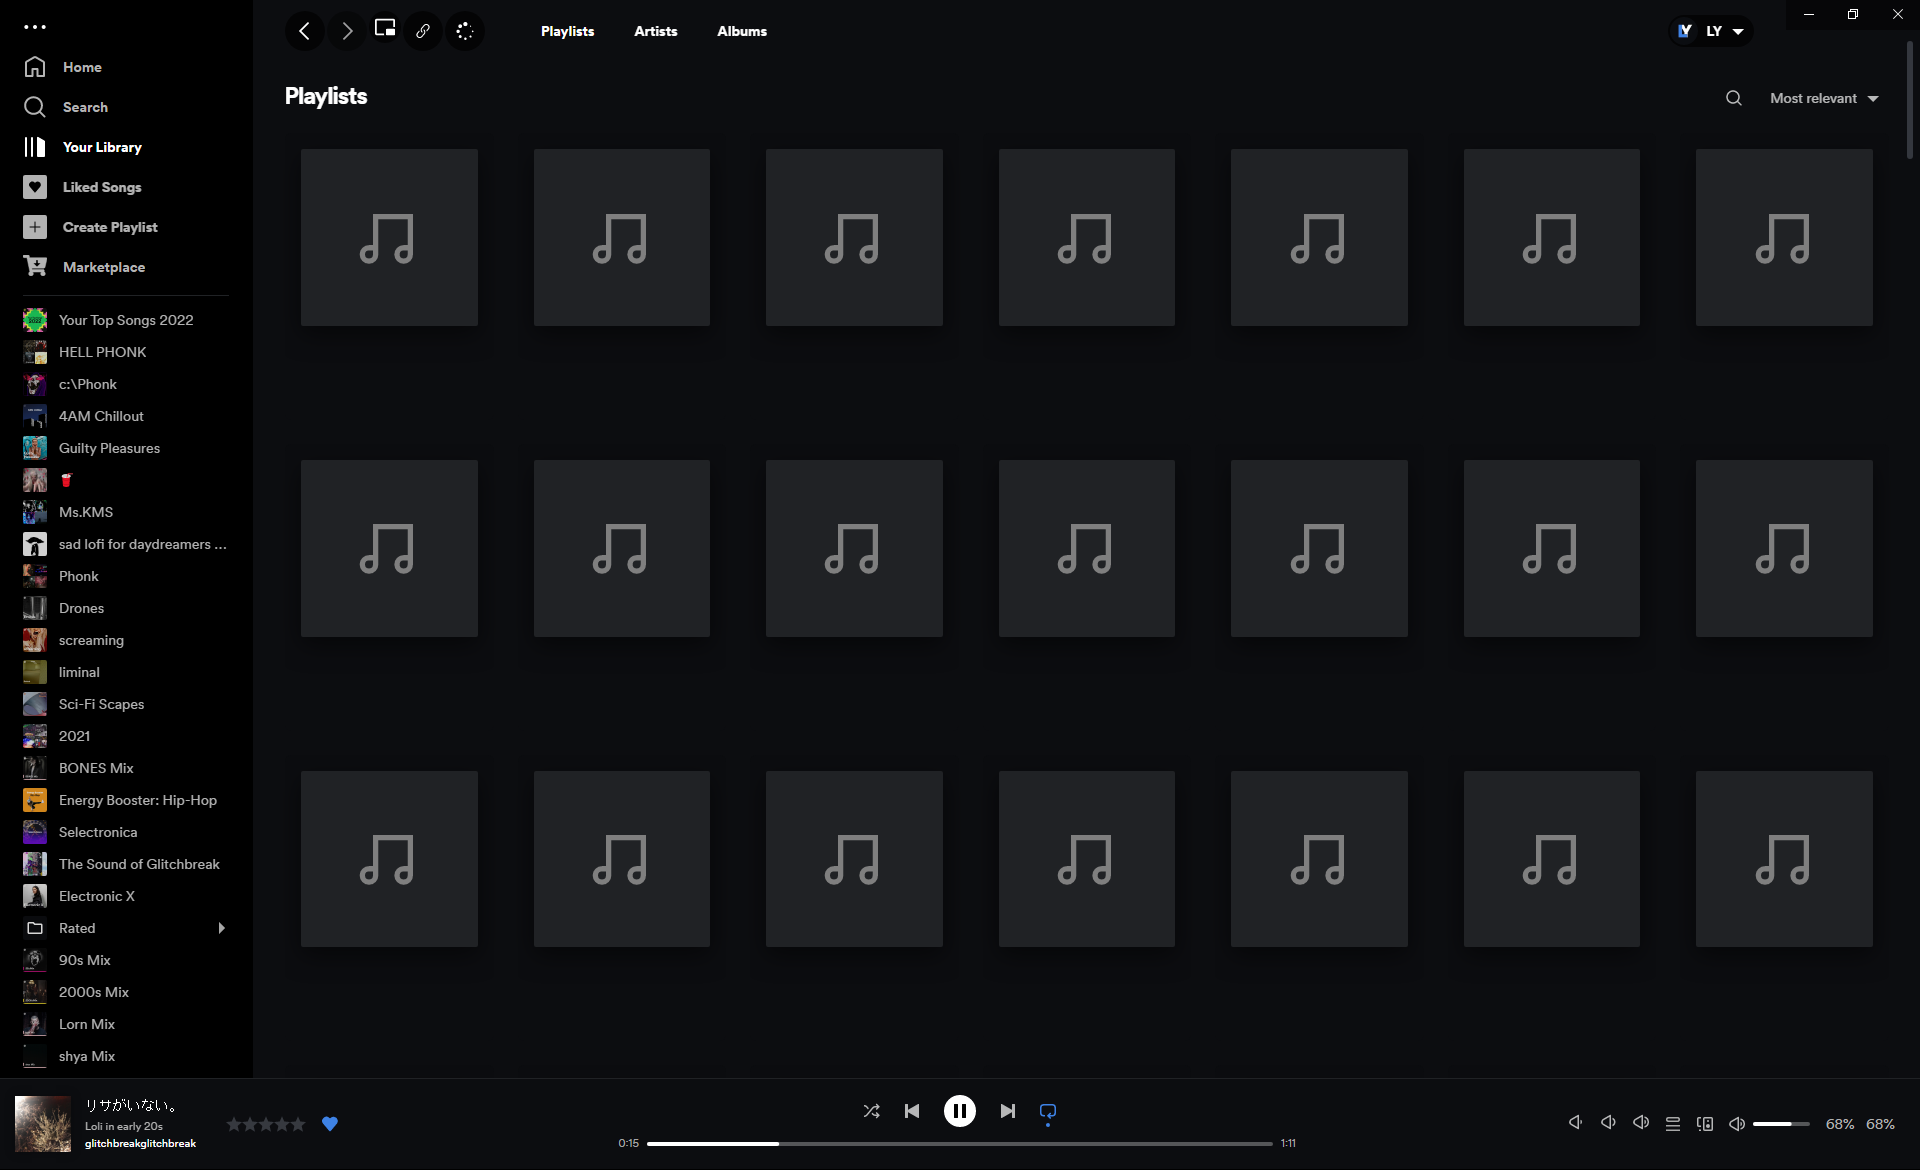 Home
Search
Your Library
Liked Songs
Create Playlist
Marketplace
Your Top Songs 2022
HELL PHONK
c:\Phonk
4AM Chillout
Guilty Pleasures
Ms.KMS
sad lofi for daydreamers ...
Phonk
Drones
screaming
liminal
Sci-Fi Scapes
2021
BONES Mix
Energy Booster: Hip-Hop
Selectronica
The Sound of Glitchbreak
Electronic X
Rated
90s Mix
2000s Mix
Lorn Mix
shya Mix
Playlists Artists Albums
LY
Playlists
Most relevant
リサがいない。
Loli in early 20s
glitchbreakglitchbreak
0:15
1:11
68% 68%